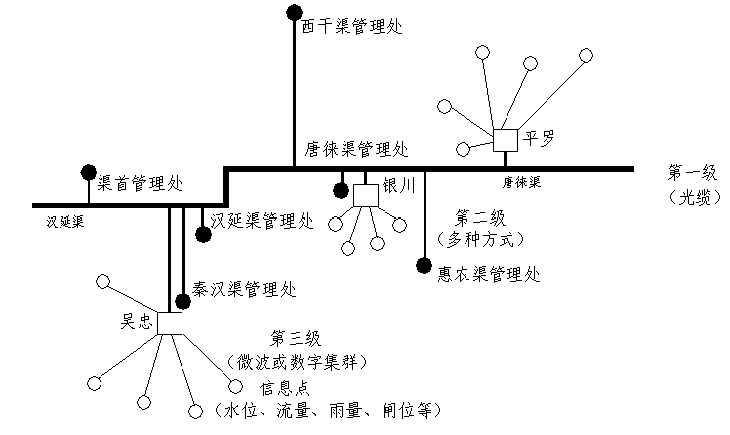 西干渠管理处
平罗
唐徕渠管理处
第一级
(光缆)
渠首管理处
银川
唐徕渠
汉延渠
汉延渠管理处
第二级
(多种方式)
惠农渠管理处
秦汉渠管理处
吴忠
第三级
(微波或数字集群)
信息点
(水位、流量、雨量、闸位等)